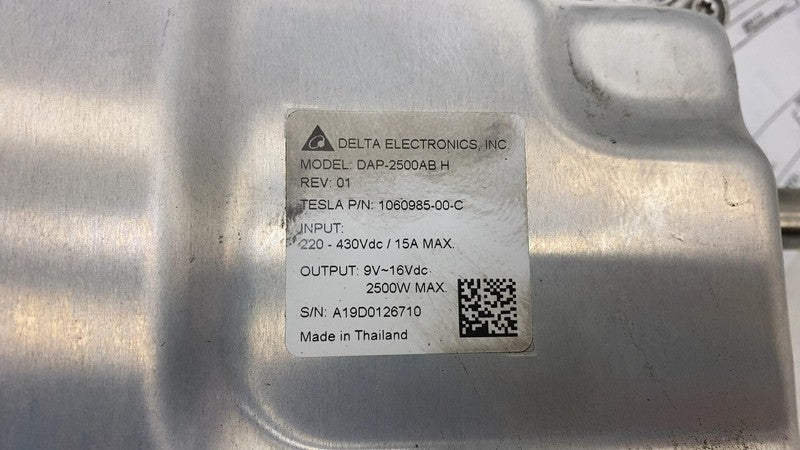 DELTA ELECTRONICS, INC.
MODEL: DAP-2500AB H
REV: 01
TESLA P/N: 1060985-00-C
INPUT:
220 - 430Vdc / 15A MAX.
OUTPUT: 9V~16Vdc
2500W MAX.
S/N: A19D0126710
Made in Thailand